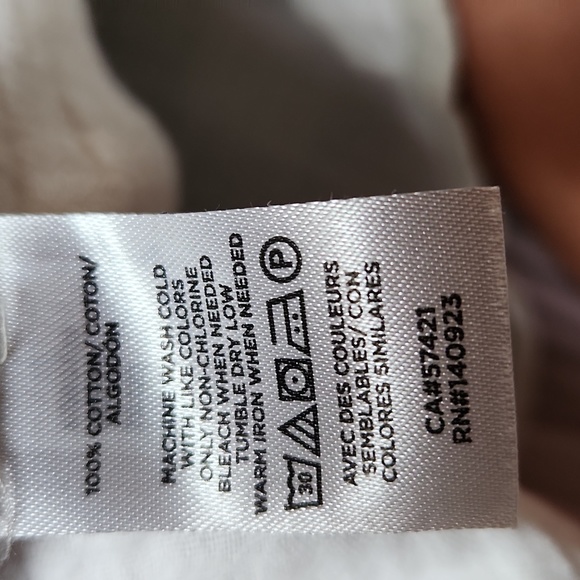 100% COTTON/ COTON/
ALGODON
MACHINE WASH COLD
WITH LIKE COLORS
ONLY NON-CHLORINE
BLEACH WHEN NEEDED
TUMBLE DRY LOW
WARM IRON WHEN NEEDED
30 P
AVEC DES COULEURS
SEMBLABLES/ CON
COLORES SIMILARES
CA#57421
RN#140923